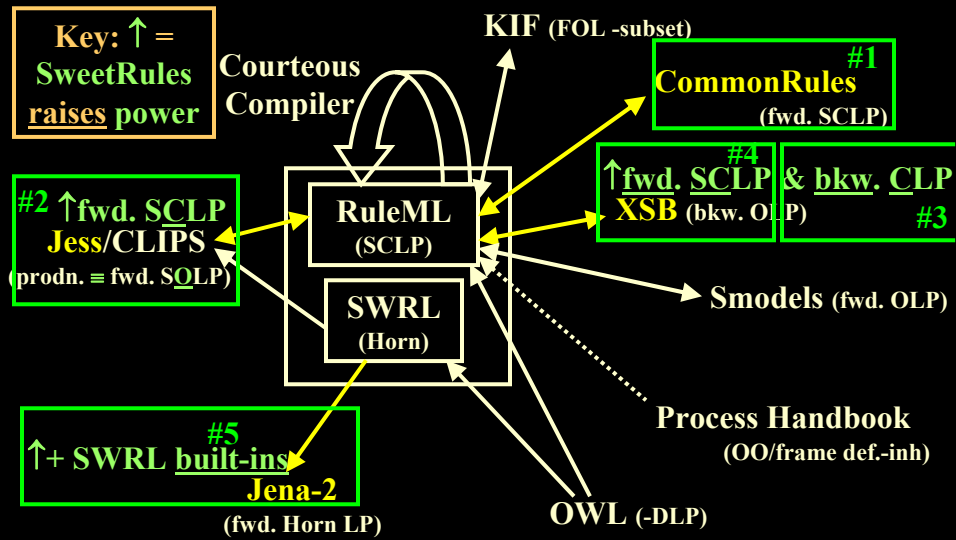 Key: ↑ =
SweetRules
raises power
Courteous
Compiler
KIF (FOL -subset)
#1
CommonRules
(fwd. SCLP)
#4
↑fwd. SCLP & bkw. CLP
XSB (bkw. OLP)
#3
#2 ↑fwd. SCLP
Jess/CLIPS
(prodn. ≡ fwd. SOLP)
RuleML
(SCLP)
SWRL
(Horn)
Smodels (fwd. OLP)
Process Handbook
(OO/frame def.-inh)
#5
↑+ SWRL built-ins
Jena-2
(fwd. Horn LP)
OWL (-DLP)